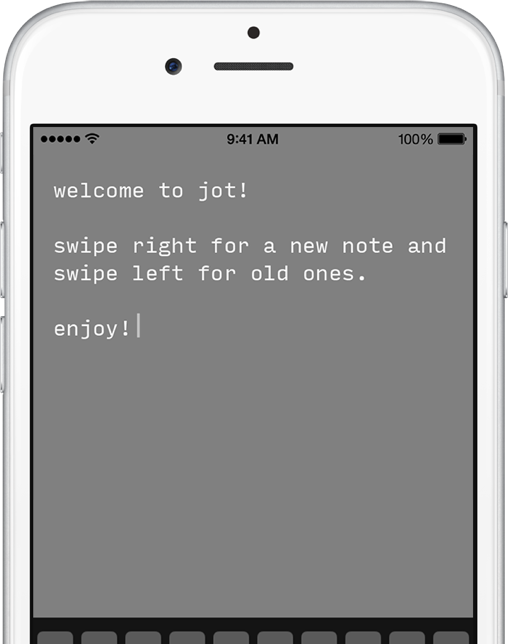 9:41 AM
100%
welcome to jot!
swipe right for a new note and
swipe left for old ones.
enjoy!